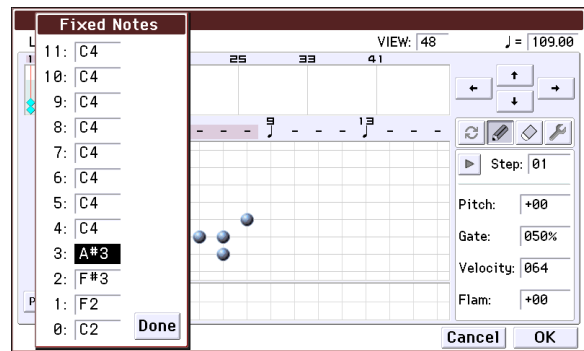 Fixed Notes
L
VIEW: 48
♩= 109.00
1
25
33
41
11: C4
10: C4
9: C4
8: C4
7: C4
6: C4
5: C4
4: C4
3: A#3
2: F#3
1: F2
0: C2
Done
9
13
Step: 01
Pitch: +00
Gate: 050%
Velocity: 064
Flam: +00
P
Cancel
OK